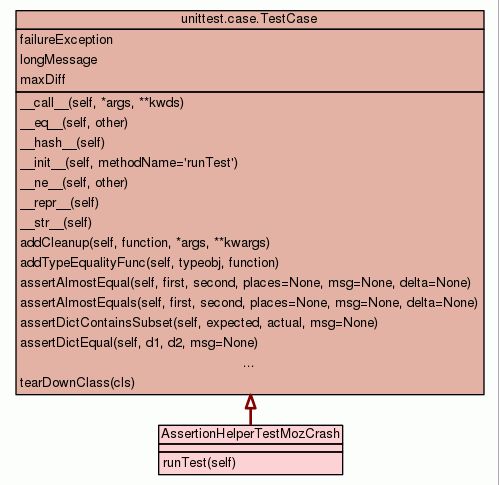 unittest.case.TestCase
failureException
longMessage
maxDiff
__call__(self, *args, **kwds)
__eq__(self, other)
__hash__(self)
__init__(self, methodName='runTest')
__ne__(self, other)
__repr__(self)
__str__(self)
addCleanup(self, function, *args, **kwargs)
addTypeEqualityFunc(self, typeobj, function)
assertAlmostEqual(self, first, second, places=None, msg=None, delta=None)
assertAlmostEquals(self, first, second, places=None, msg=None, delta=None)
assertDictContainsSubset(self, expected, actual, msg=None)
assertDictEqual(self, d1, d2, msg=None)
...
tearDownClass(cls)
AssertionHelperTestMozCrash
runTest(self)